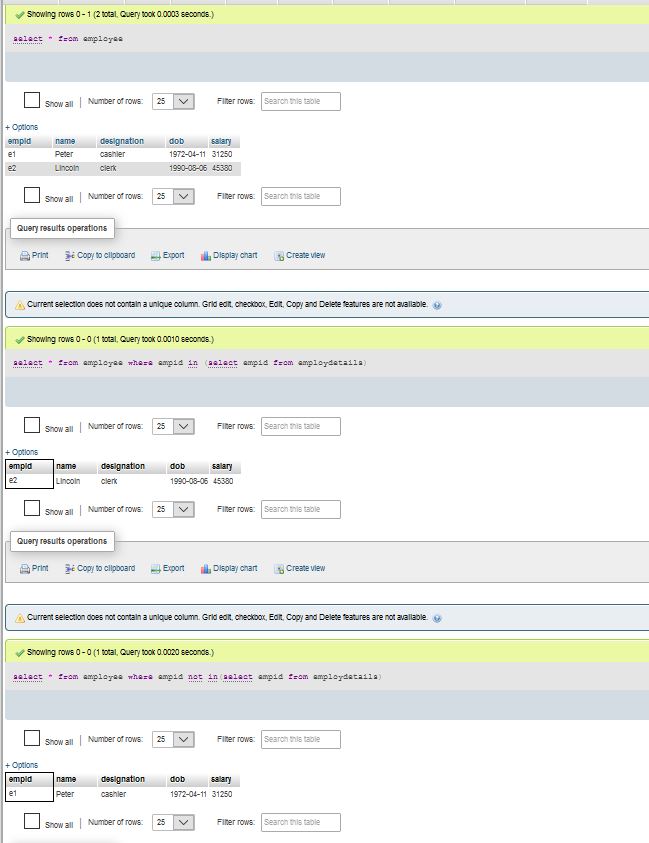 Showing rows 0 - 1 (2 total, Query took 0.0003 seconds.)
select * from employee
Show all | Number of rows: 25 Filter rows: Search this table
+ Options
empid name designation dob salary
e1 Peter cashier 1972-04-11 31250
e2 Lincoln clerk 1990-08-06 45380
Show all | Number of rows: 25 Filter rows: Search this table
Query results operations
Print Copy to clipboard Export Display chart Create view
Current selection does not contain a unique column. Grid edit, checkbox, Edit, Copy and Delete features are not available.
Showing rows 0 - 0 (1 total, Query took 0.0010 seconds.)
select * from employee where empid in (select empid from employdetails)
Show all | Number of rows: 25 Filter rows: Search this table
+ Options
empid name designation dob salary
e2 Lincoln clerk 1990-08-06 45380
Show all | Number of rows: 25 Filter rows: Search this table
Query results operations
Print Copy to clipboard Export Display chart Create view
Current selection does not contain a unique column. Grid edit, checkbox, Edit, Copy and Delete features are not available.
Showing rows 0 - 0 (1 total, Query took 0.0020 seconds.)
select * from employee where empid not in(select empid from employdetails)
Show all | Number of rows: 25 Filter rows: Search this table
+ Options
empid name designation dob salary
e1 Peter cashier 1972-04-11 31250
Show all | Number of rows: 25 Filter rows: Search this table